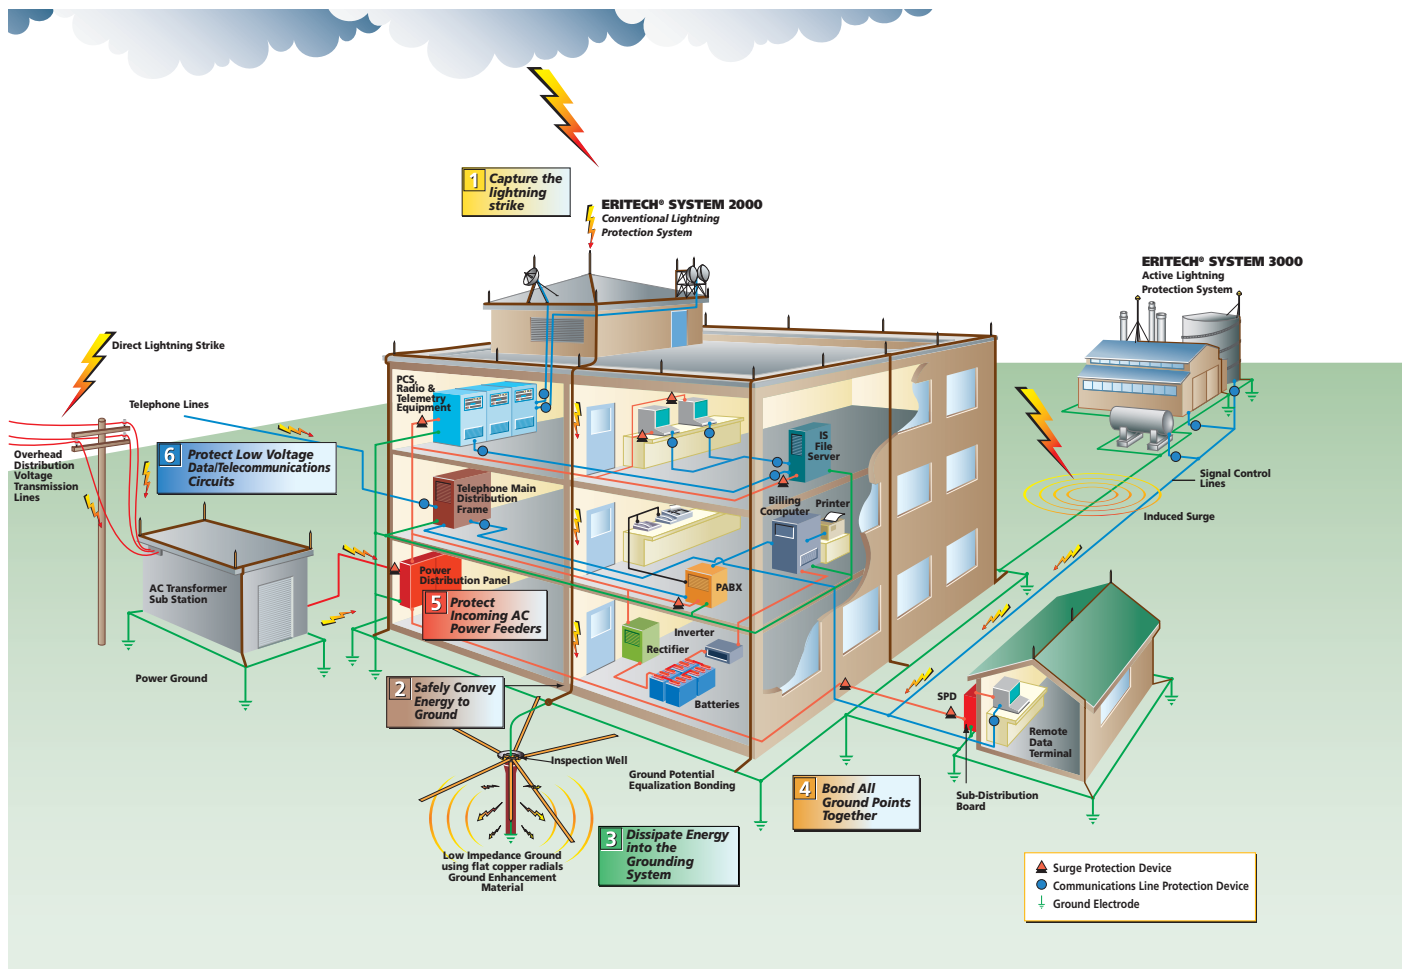 1 Capture the
lightning
strike
ERITECH® SYSTEM 2000
Conventional Lightning
Protection System
ERITECH® SYSTEM 3000
Active Lightning
Protection System
Direct Lightning Strike
Telephone Lines
Overhead
Distribution
Voltage
Transmission
Lines
6 Protect Low Voltage
Data/Telecommunications
Circuits
PCS,
Radio &
Telemetry
Equipment
IS
File
Server
Telephone Main
Distribution
Frame
Billing
Computer
Printer
Signal Control
Lines
Induced Surge
AC Transformer
Sub Station
Power
Distribution Panel
5 Protect
Incoming AC
Power Feeders
PABX
Inverter
Rectifier
Batteries
Power Ground
2 Safely Convey
Energy to
Ground
SPD
Remote
Data
Terminal
Inspection Well
Ground Potential
Equalization Bonding
4 Bond All
Ground Points
Together
Sub-Distribution
Board
3 Dissipate Energy
into the
Grounding
System
Low Impedance Ground
using flat copper radials
Ground Enhancement
Material
Surge Protection Device
Communications Line Protection Device
Ground Electrode